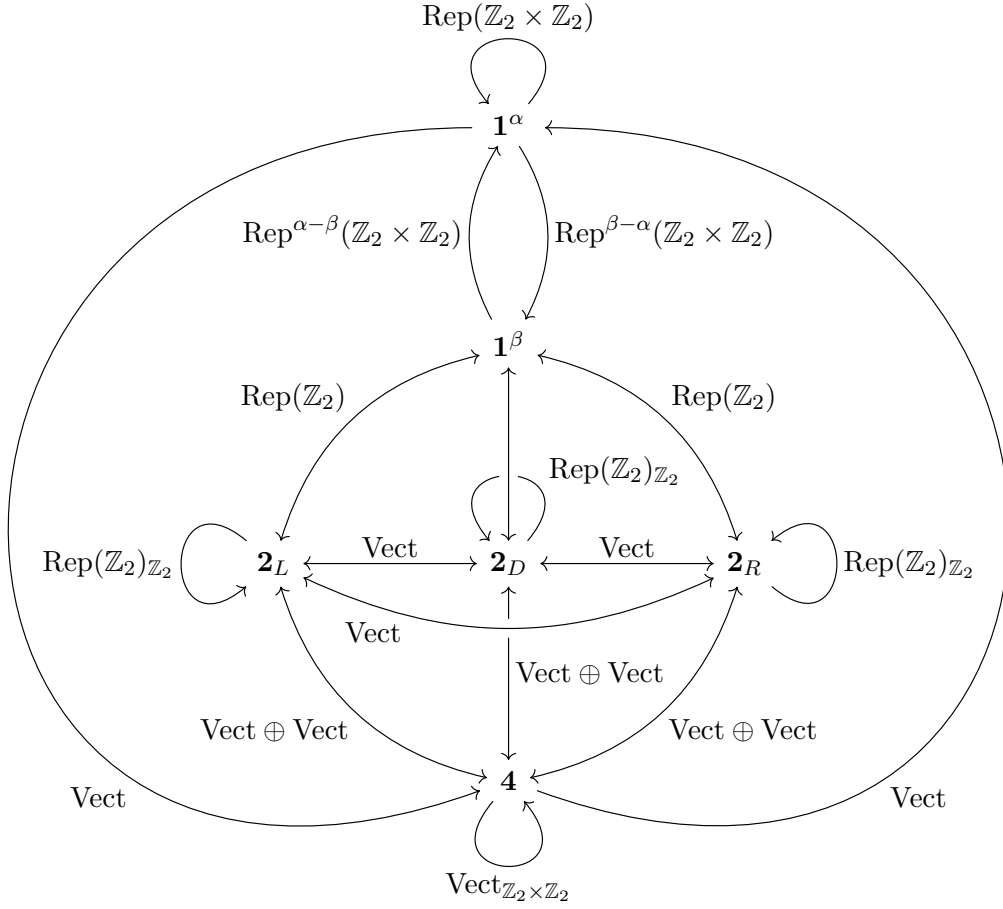 Rep(ℤ₂ × ℤ₂)
𝟏^α
Rep^{α−β}(ℤ₂ × ℤ₂)
Rep^{β−α}(ℤ₂ × ℤ₂)
𝟏^β
Rep(ℤ₂)
Rep(ℤ₂)
Rep(ℤ₂)_{ℤ₂}
Vect
Vect
Rep(ℤ₂)_{ℤ₂}
𝟐_L
𝟐_D
𝟐_R
Rep(ℤ₂)_{ℤ₂}
Vect
Vect ⊕ Vect
Vect ⊕ Vect
Vect ⊕ Vect
𝟒
Vect
Vect
Vect_{ℤ₂×ℤ₂}